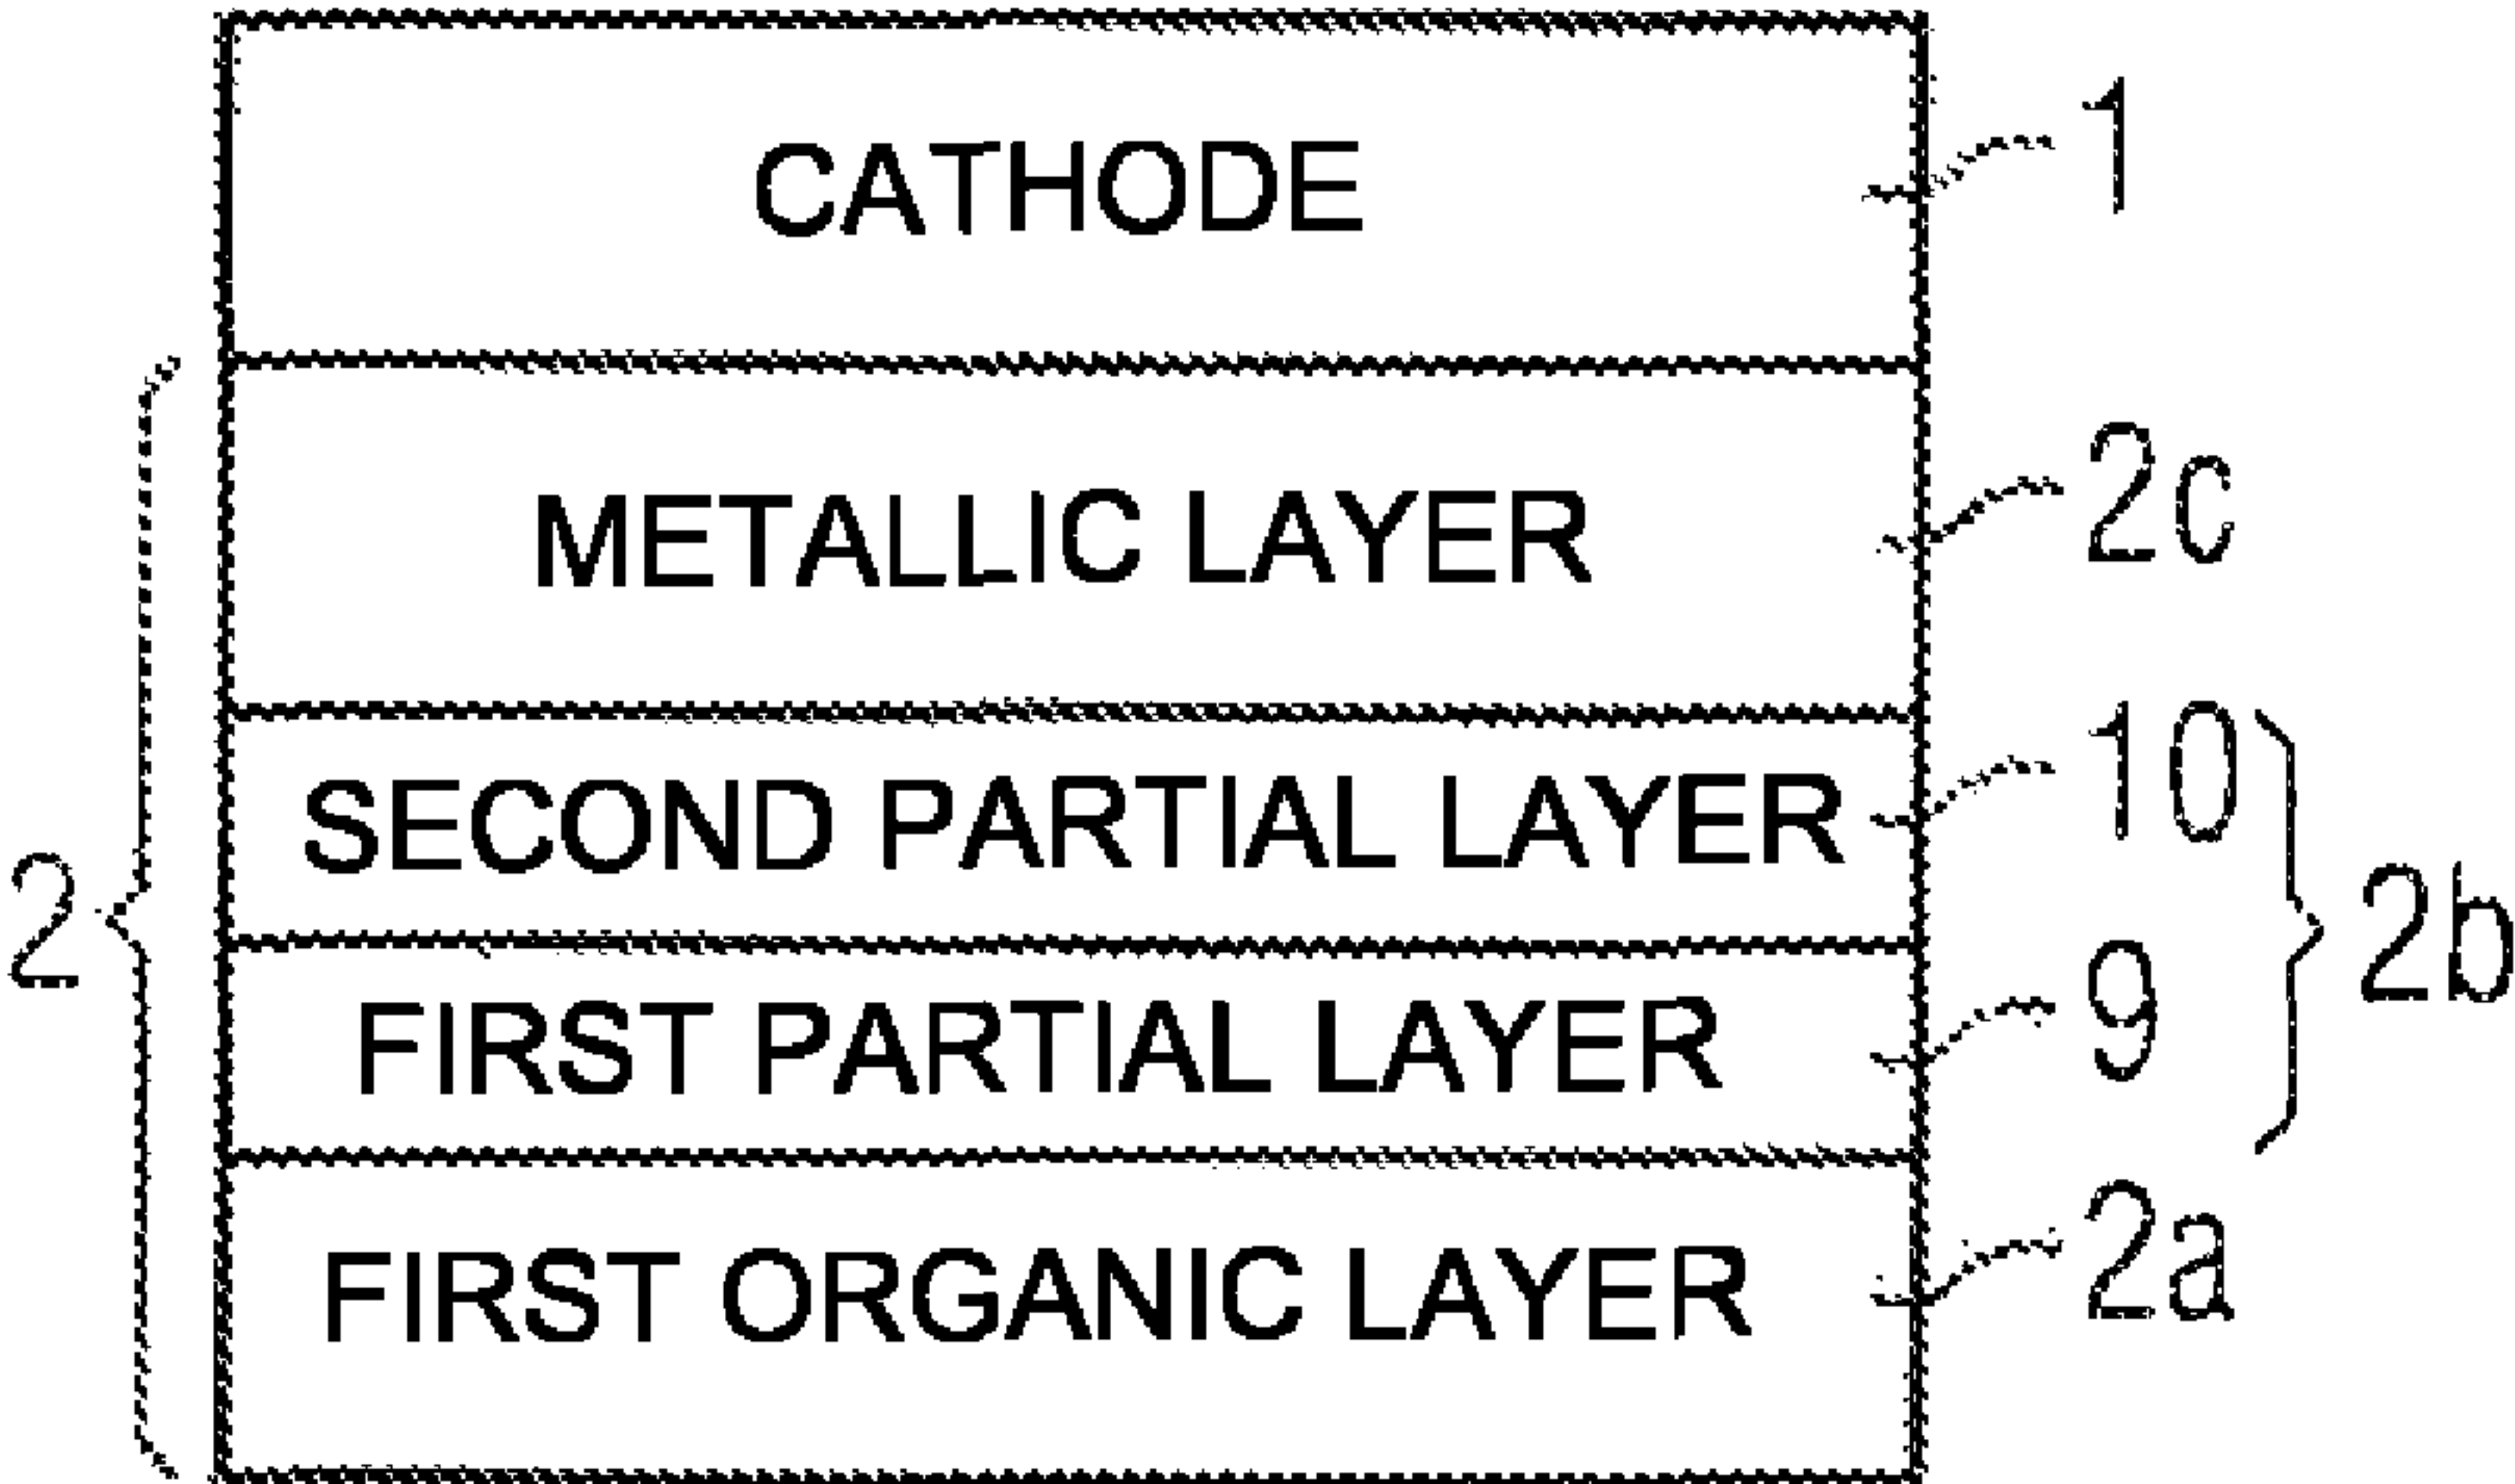 CATHODE 1
METALLIC LAYER 2c
SECOND PARTIAL LAYER 10
2 2b
FIRST PARTIAL LAYER 9
FIRST ORGANIC LAYER 2a